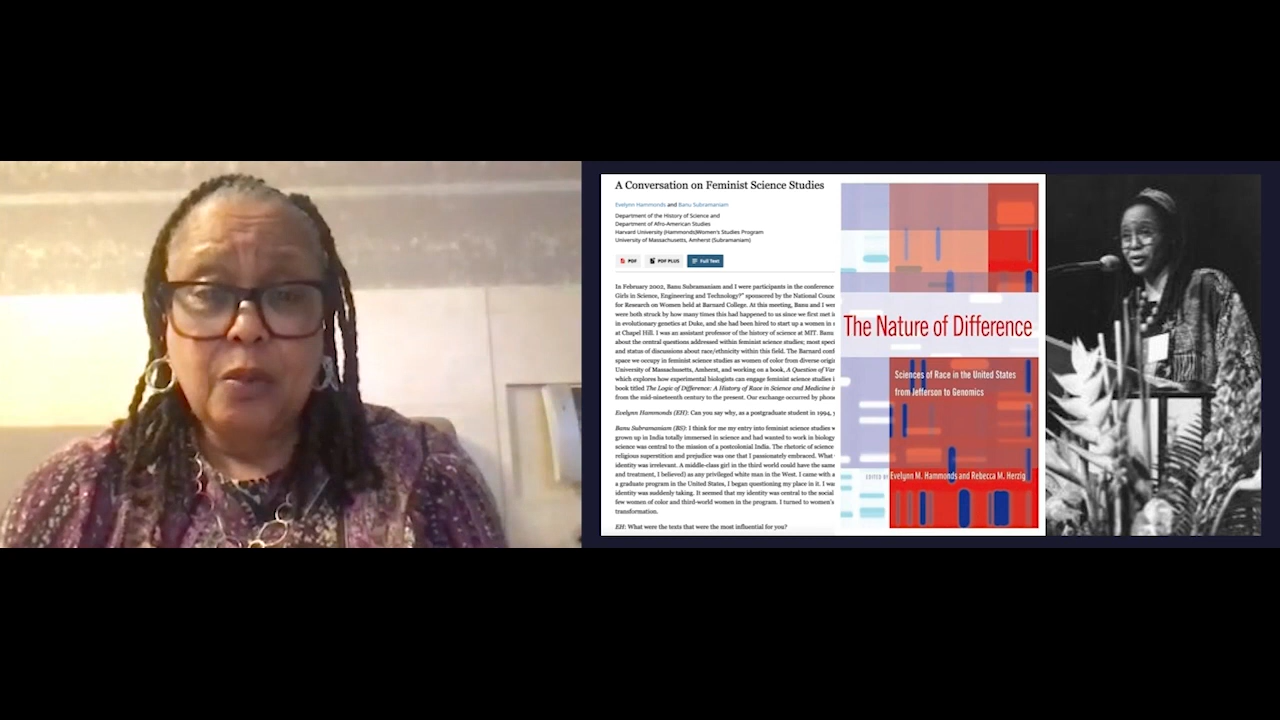 A Conversation on Feminist Science Studies
Evelynn Hammonds and Banu Subramaniam
Department of the History of Science and
Department of Afro-American Studies
Harvard University (Hammonds)Women's Studies Program
University of Massachusetts, Amherst (Subramaniam)
PDF PDF PLUS Full Text
In February 2002, Banu Subramaniam and I were participants in the conference
Girls in Science, Engineering and Technology?" sponsored by the National
for Research on Women held at Barnard College. At this meeting, Banu and I
were both struck by how many times this had happened to us since we first met
in evolutionary genetics at Duke, and she had been hired to start up a women in
at Chapel Hill. I was an assistant professor of the history of science at MIT. Banu
about the central questions addressed within feminist science studies; most
and status of discussions about race/ethnicity within this field. The Barnard
space we occupy in feminist science studies as women of color from diverse
University of Massachusetts, Amherst, and working on a book, A Question of
which explores how experimental biologists can engage feminist science studies
book titled The Logic of Difference: A History of Race in Science and Medicine
from the mid-nineteenth century to the present. Our exchange occurred by
Evelynn Hammonds (EH): Can you say why, as a postgraduate student in 1994,
Banu Subramaniam (BS): I think for me my entry into feminist science studies
grown up in India totally immersed in science and had wanted to work in biology
science was central to the mission of a postcolonial India. The rhetoric of science
religious superstition and prejudice was one that I passionately embraced. What
identity was irrelevant. A middle-class girl in the third world could have the same
and treatment, I believed) as any privileged white man in the West. I came with a
a graduate program in the United States, I began questioning my place in it. I
identity was suddenly taking. It seemed that my identity was central to the social
few women of color and third-world women in the program. I turned to women's
transformation.
EH: What were the texts that were the most influential for you?
The Nature of Difference
Sciences of Race in the United States
from Jefferson to Genomics
Evelynn M. Hammonds and Rebecca M. Herzig